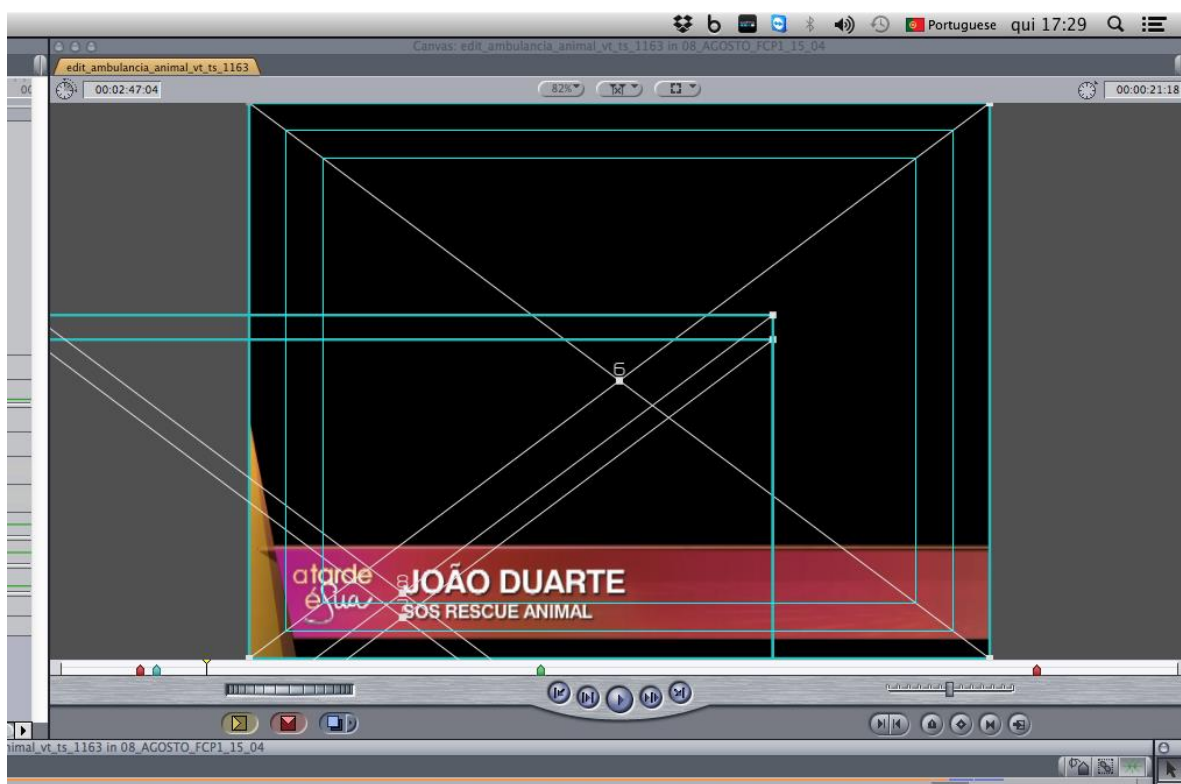 Portuguese qui 17:29
Canvas: edit_ambulancia_animal_vt_ts_1163 in 08_AGOSTO_FCP1_15_04
edit_ambulancia_animal_vt_ts_1163
00:02:47:04
82%
00:00:21:18
6
a tarde
é Sua
JOÃO DUARTE
SOS RESCUE ANIMAL
nimal_vt_ts_1163 in 08_AGOSTO_FCP1_15_04